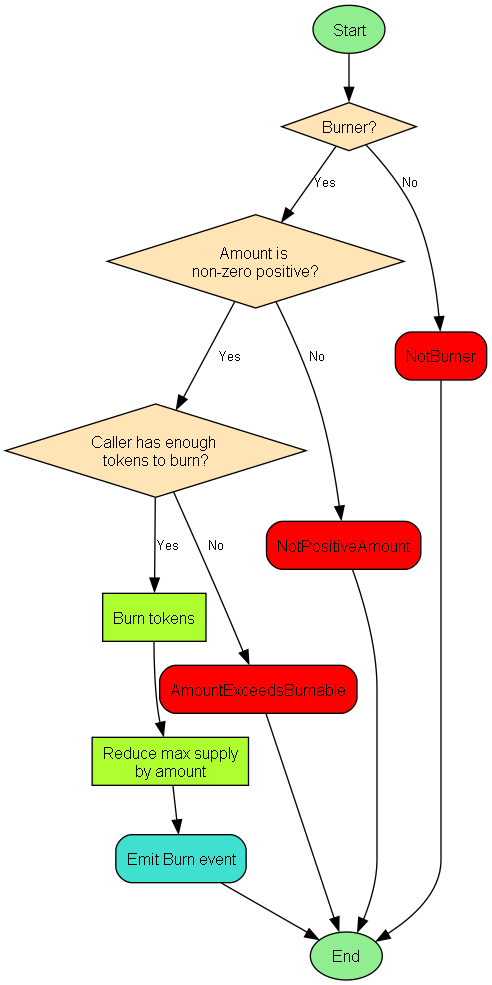 Start
Burner?
Yes
No
Amount is
non-zero positive?
Yes
No
NotBurner
Caller has enough
tokens to burn?
Yes
No
NotPositiveAmount
Burn tokens
AmountExceedsBurnable
Reduce max supply
by amount
Emit Burn event
End